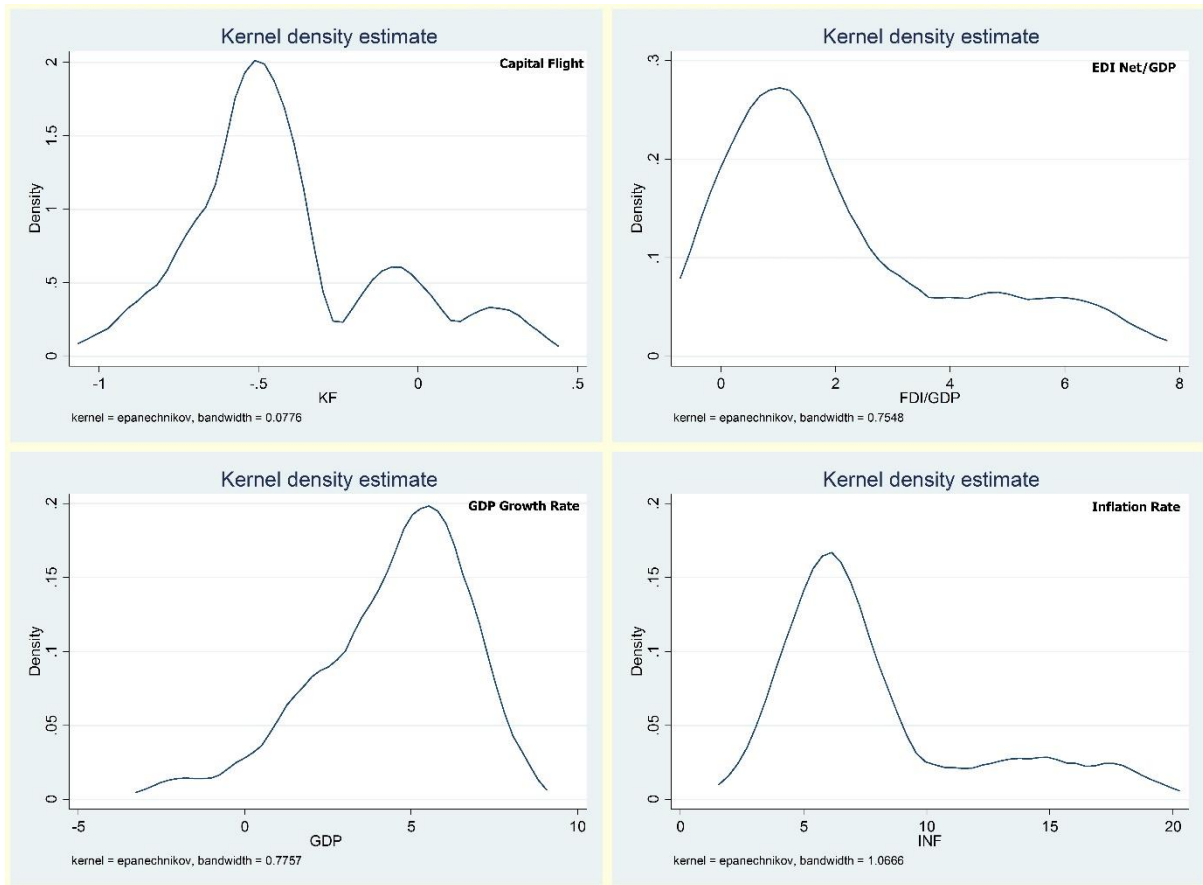 Kernel density estimate
Capital Flight
Density
0 .5 1 1.5 2
-1 -.5 0 .5
KF
kernel = epanechnikov, bandwidth = 0.0776
Kernel density estimate
EDI Net/GDP
Density
0 .1 .2 .3
0 2 4 6 8
FDI/GDP
kernel = epanechnikov, bandwidth = 0.7548
Kernel density estimate
GDP Growth Rate
Density
0 .05 .1 .15 .2
-5 0 5 10
GDP
kernel = epanechnikov, bandwidth = 0.7757
Kernel density estimate
Inflation Rate
Density
0 .05 .1 .15 .2
0 5 10 15 20
INF
kernel = epanechnikov, bandwidth = 1.0666